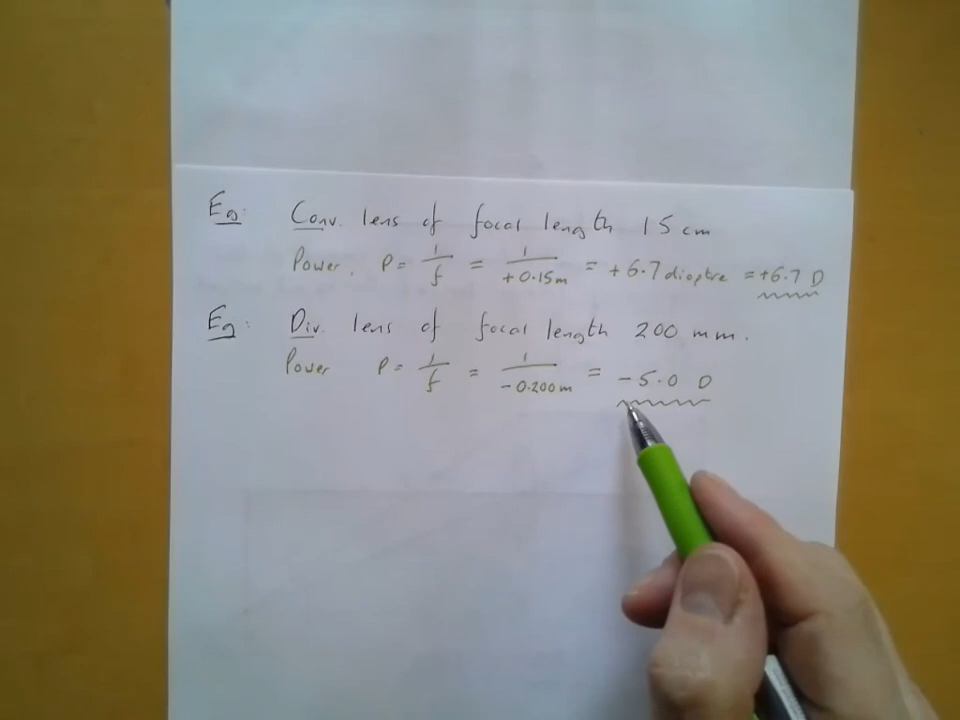 Eg: Conv. lens of focal length 15 cm
Power. P = 1/f = 1/+0.15m = +6.7 dioptre = +6.7 D
Eg: Div. lens of focal length 200 mm.
Power P = 1/f = 1/-0.200m = -5.0 D